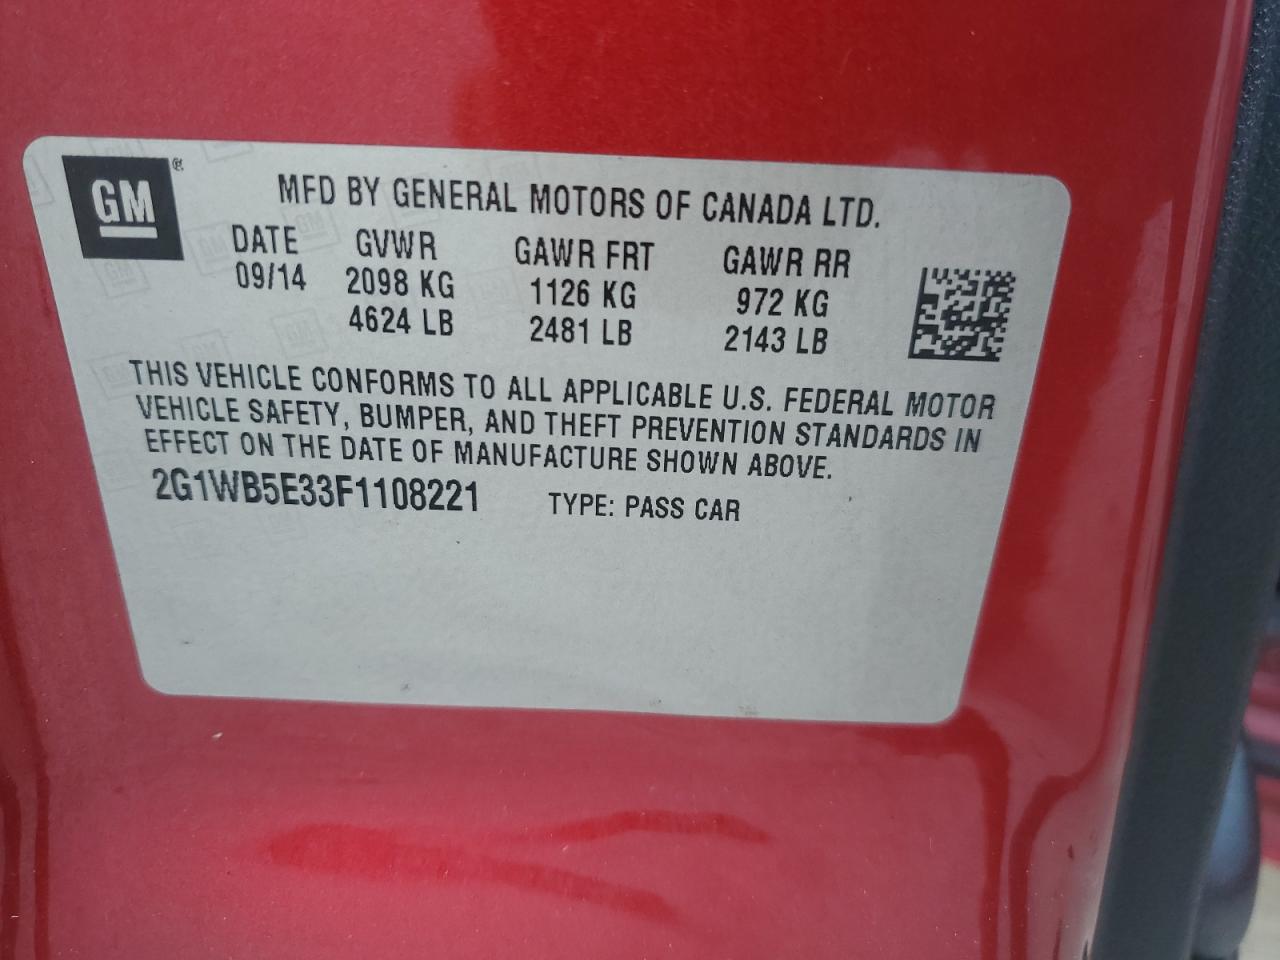 GM ®
MFD BY GENERAL MOTORS OF CANADA LTD.
DATE GVWR GAWR FRT GAWR RR
09/14 2098 KG 1126 KG 972 KG
4624 LB 2481 LB 2143 LB
THIS VEHICLE CONFORMS TO ALL APPLICABLE U.S. FEDERAL MOTOR
VEHICLE SAFETY, BUMPER, AND THEFT PREVENTION STANDARDS IN
EFFECT ON THE DATE OF MANUFACTURE SHOWN ABOVE.
2G1WB5E33F1108221 TYPE: PASS CAR